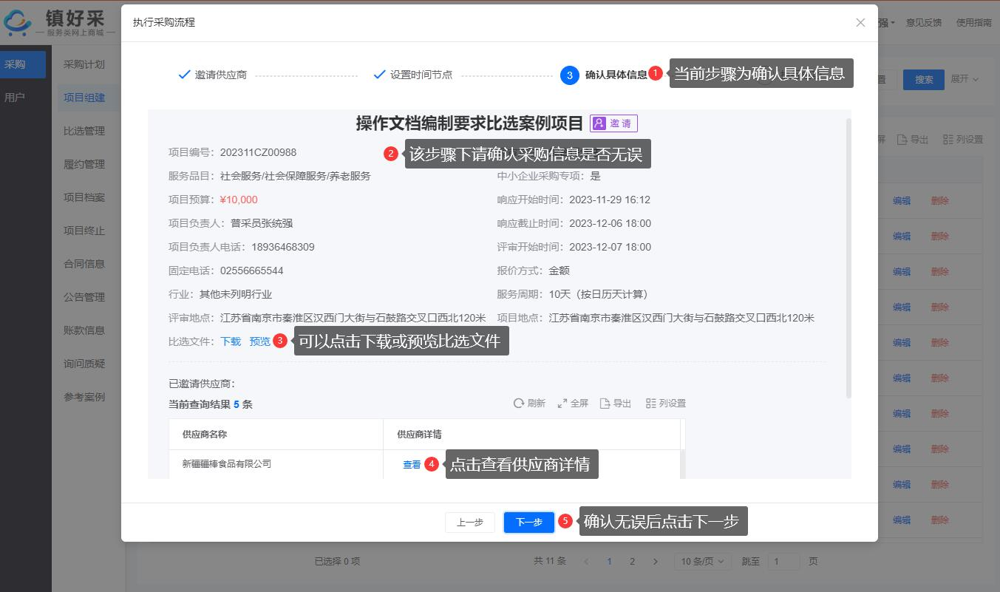 镇好采
服务类网上商城
强
意见反馈
使用指南
采购
用户
采购计划
项目组建
比选管理
履约管理
项目档案
项目终止
合同信息
公告管理
账款信息
询问质疑
参考案例
执行采购流程
邀请供应商
设置时间节点
3 确认具体信息
1 当前步骤为确认具体信息
置
搜索
展开
屏 导出 列设置
操作文档编制要求比选案例项目 邀请
项目编号：202311CZ00988
2 该步骤下请确认采购信息是否无误
服务品目：社会服务/社会保障服务/养老服务
中小企业采购专项：是
项目预算：¥10,000
响应开始时间：2023-11-29 16:12
项目负责人：普采员张统强
响应截止时间：2023-12-06 18:00
项目负责人电话：18936468309
评审开始时间：2023-12-07 18:00
固定电话：02556665544
报价方式：金额
行业：其他未列明行业
服务周期：10天（按日历天计算）
评审地点：江苏省南京市秦淮区汉西门大街与石鼓路交叉口西北120米
项目地点：江苏省南京市秦淮区汉西门大街与石鼓路交叉口西北120米
比选文件：下载 预览
3 可以点击下载或预览比选文件
已邀请供应商：
当前查询结果 5 条
刷新 全屏 导出 列设置
供应商名称 供应商详情
新疆疆棒食品有限公司 查看
4 点击查看供应商详情
上一步 下一步
5 确认无误后点击下一步
编辑 删除
编辑 删除
编辑 删除
编辑 删除
编辑 删除
编辑 删除
编辑 删除
编辑 删除
编辑 删除
编辑 删除
已选择 0 项
共 11 条 1 2 10 条/页 跳至 1 页